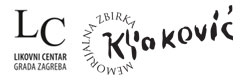 LC
LIKOVNI CENTAR
GRADA ZAGREBA
MEMORIJALNA ZBIRKA
Kljaković